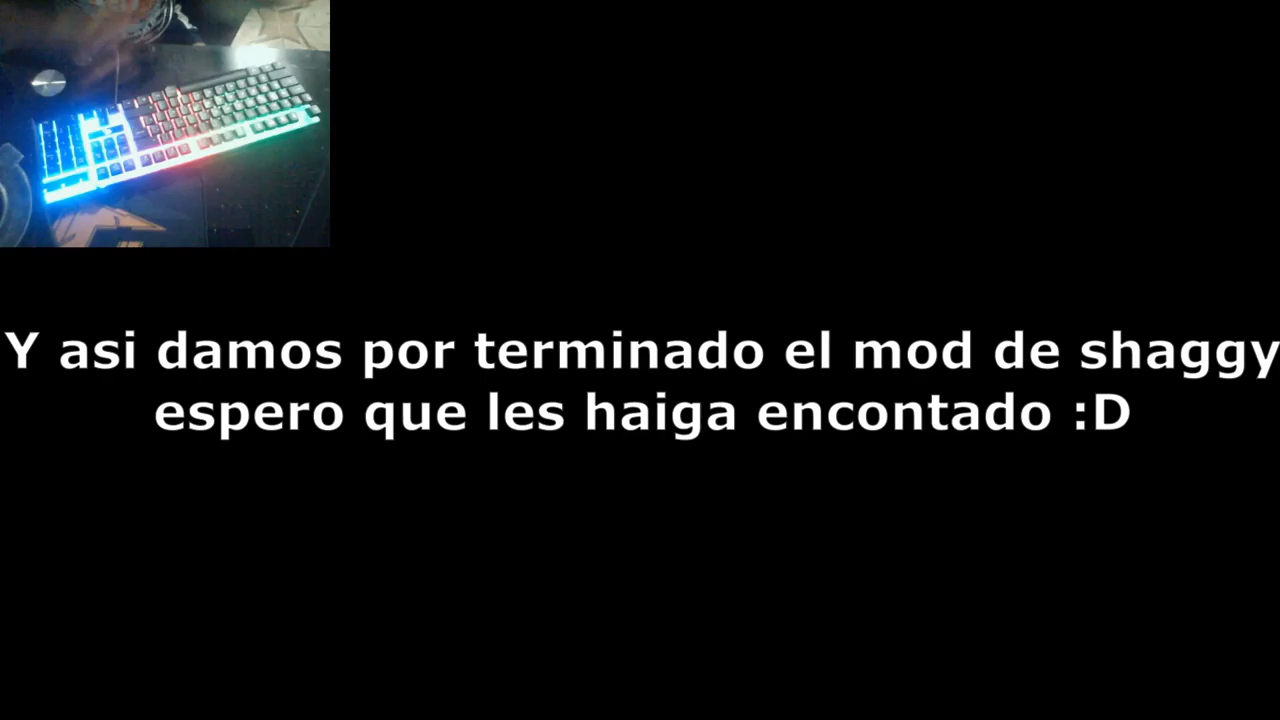 Y asi damos por terminado el mod de shaggy
espero que les haiga encontado :D